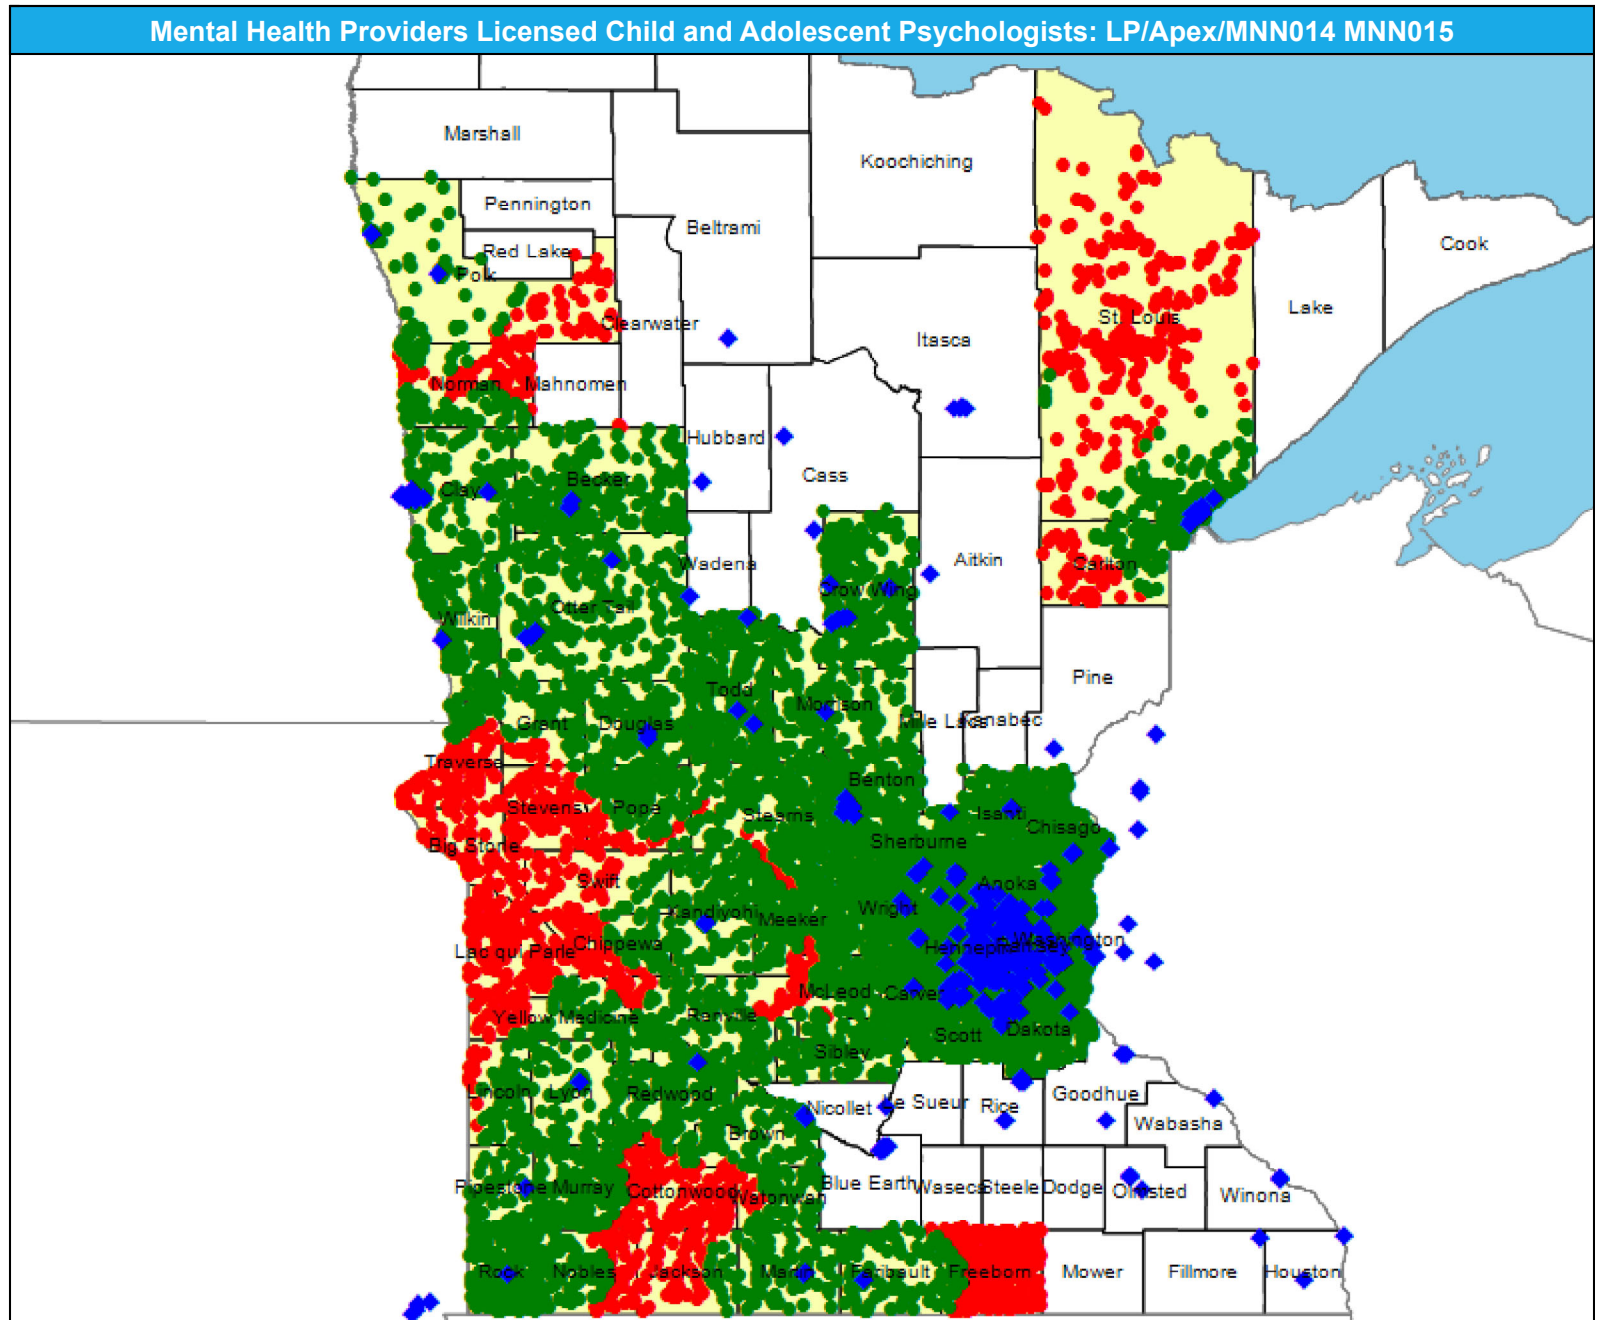 Mental Health Providers Licensed Child and Adolescent Psychologists: LP/Apex/MNN014 MNN015
Marshall
Koochiching
Pennington
Beltrami
Red Lake
Cook
Polk
Lake
St. Louis
Clearwater
Itasca
Norman
Mahnomen
Hubbard
Cass
Becker
Clay
Aitkin
Wadena
Carlton
Crow Wing
Otter Tail
Wilkin
Pine
Todd
Morrison
Grant
Douglas
Mille Lacs
Kanabec
Traverse
Benton
Stevens
Pope
Stearns
Isanti
Chisago
Sherburne
Big Stone
Swift
Anoka
Wright
Kandiyohi
Meeker
Washington
Hennepin
Ramsey
Chippewa
Lac qui Parle
McLeod
Carver
Yellow Medicine
Renville
Dakota
Scott
Sibley
Lincoln
Lyon
Redwood
Goodhue
Le Sueur
Rice
Nicollet
Wabasha
Brown
Blue Earth
Pipestone
Murray
Cottonwood
Watonwan
Waseca
Steele
Dodge
Olmsted
Winona
Rock
Nobles
Jackson
Martin
Faribault
Freeborn
Mower
Fillmore
Houston